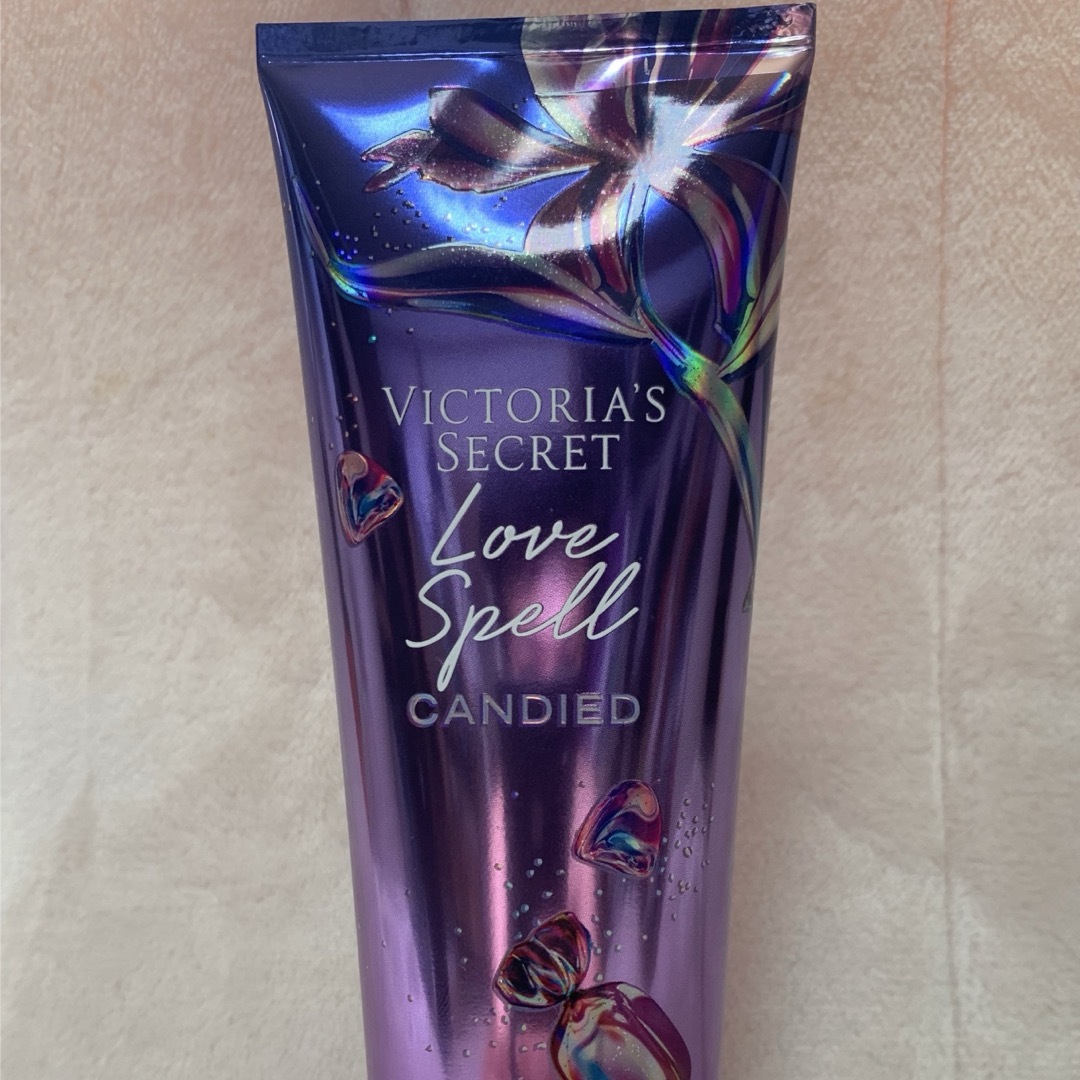 VICTORIA'S
SECRET
Love
Spell
CANDIED